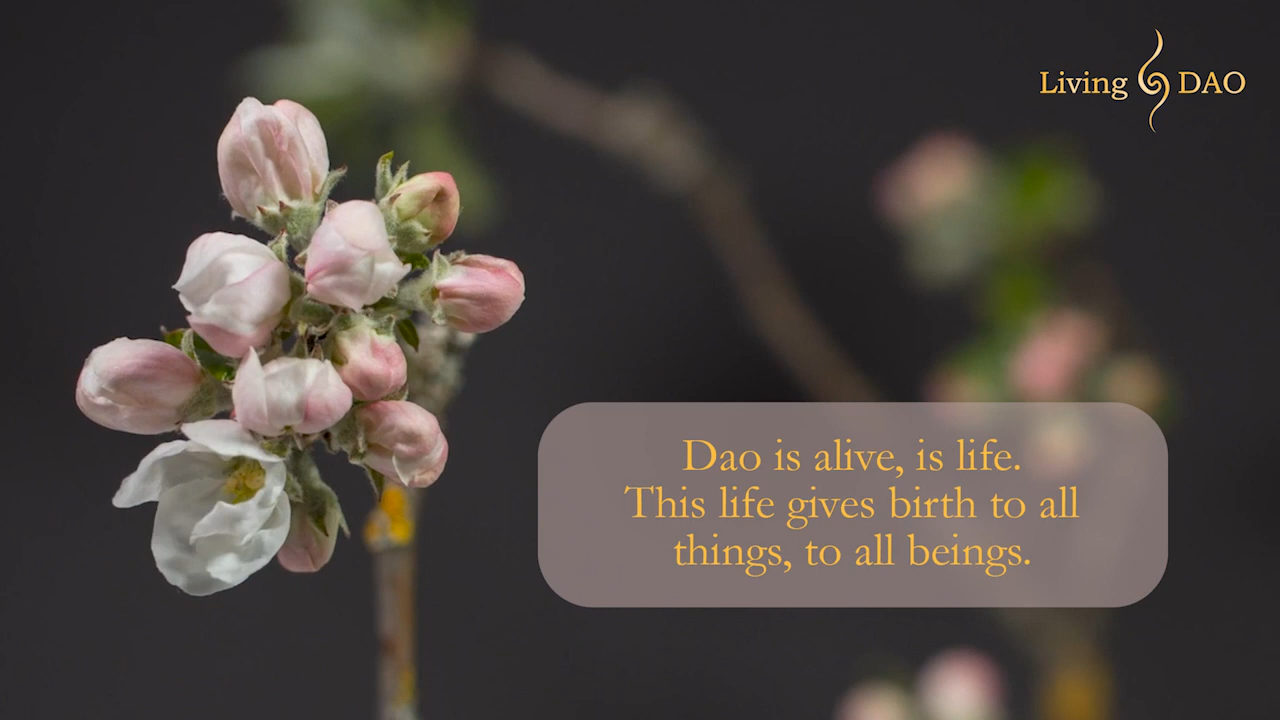 Living DAO
Dao is alive, is life.
This life gives birth to all
things, to all beings.